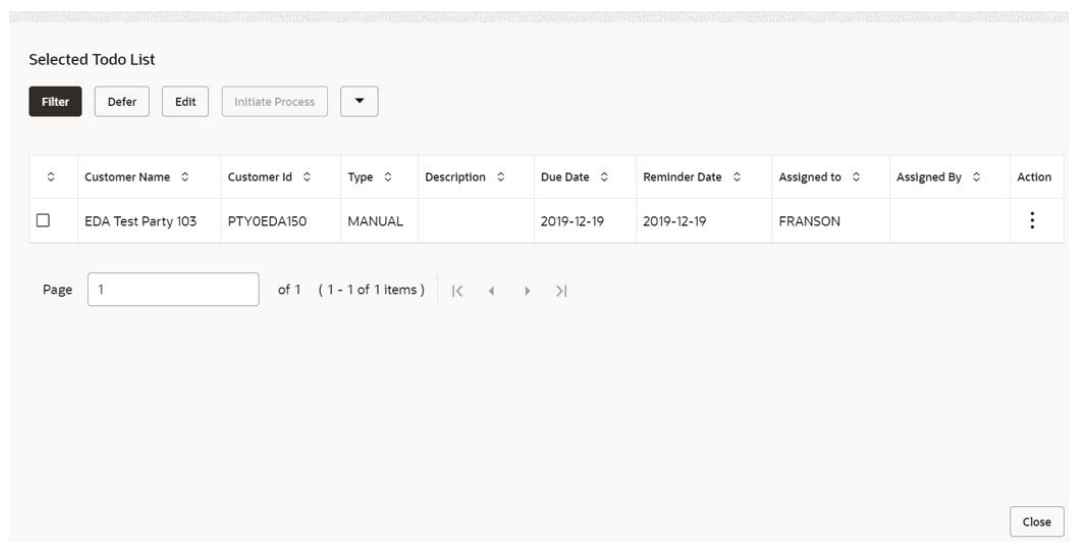 Selected Todo List
Filter Defer Edit Initiate Process
Customer Name Customer Id Type Description Due Date Reminder Date Assigned to Assigned By Action
EDA Test Party 103 PTY0EDA150 MANUAL 2019-12-19 2019-12-19 FRANSON
Page 1 of 1 ( 1 - 1 of 1 items )
Close